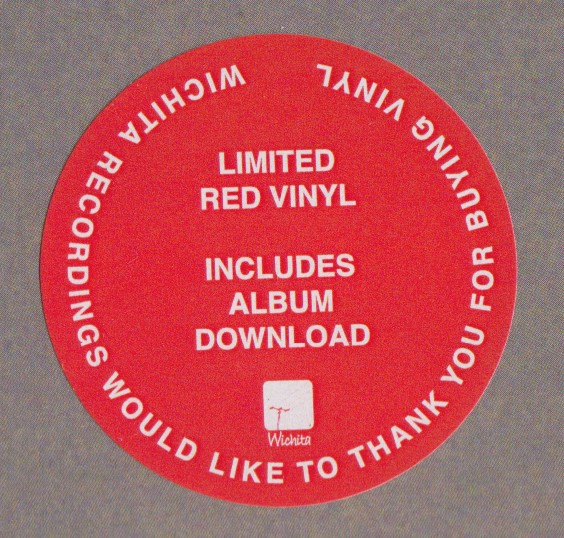 WICHITA RECORDINGS WOULD LIKE TO THANK YOU FOR BUYING VINYL
LIMITED
RED VINYL
INCLUDES
ALBUM
DOWNLOAD
Wichita